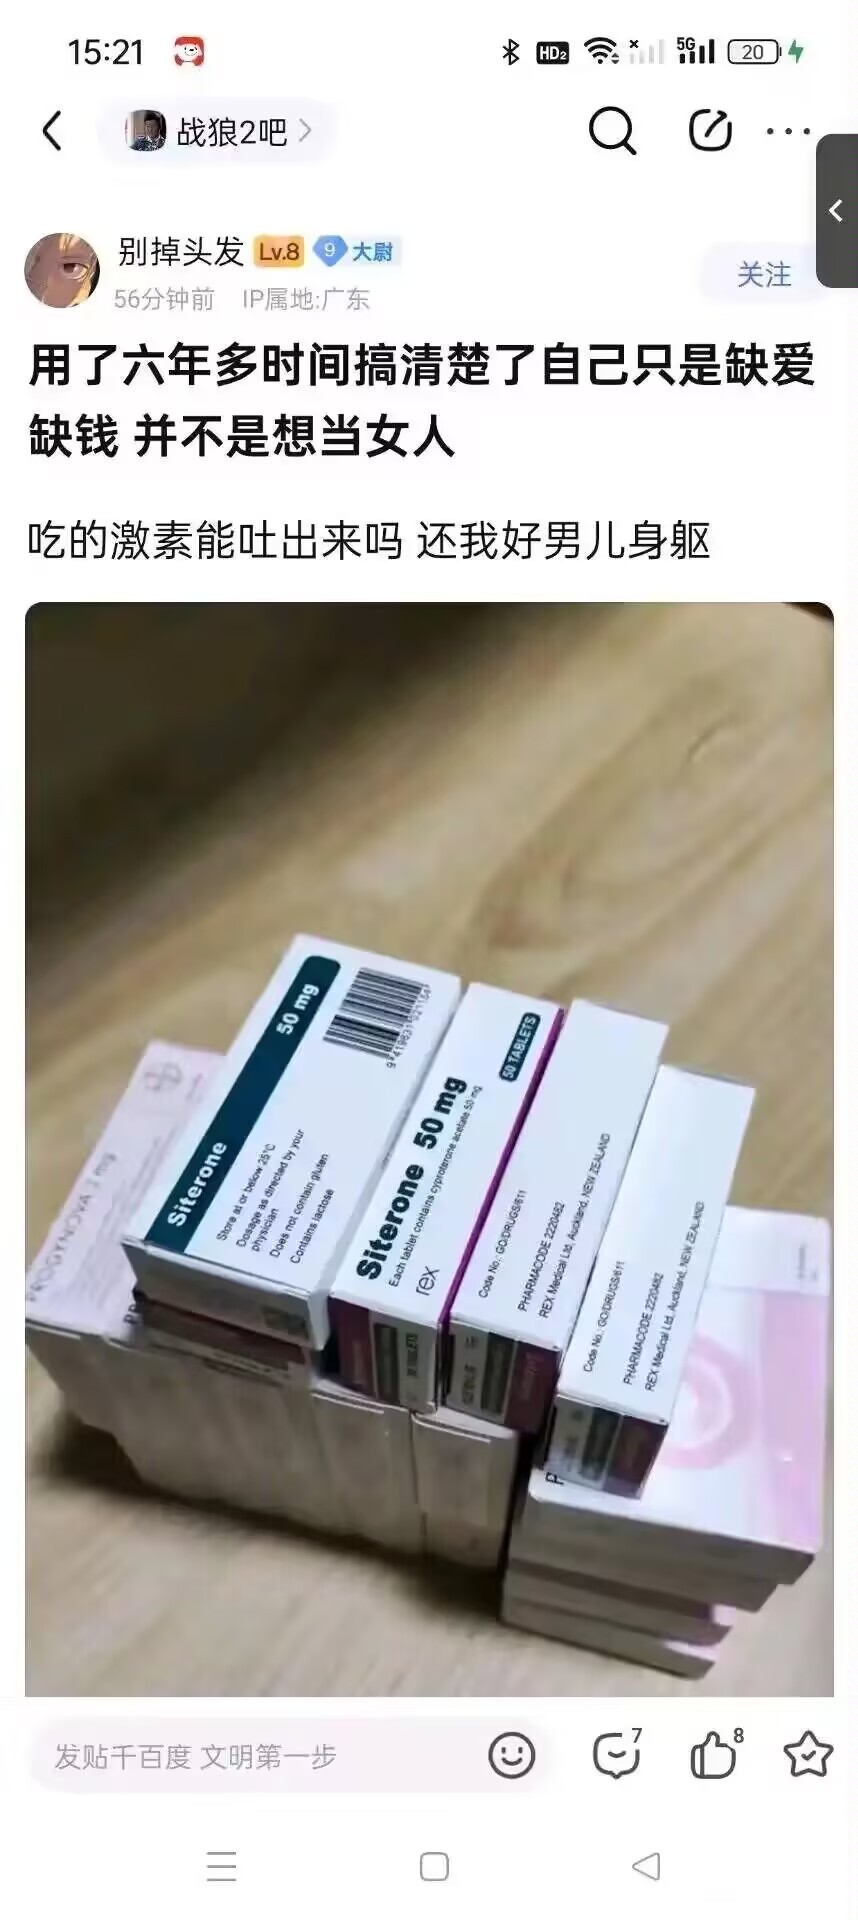 15:21
HD2
5G
20
战狼2吧
别掉头发 Lv.8 9 大尉
56分钟前 IP属地:广东
关注
用了六年多时间搞清楚了自己只是缺爱
缺钱 并不是想当女人
吃的激素能吐出来吗 还我好男儿身躯
PROGYNOVA
Siterone 50 mg
Store at or below 25°C
Dosage as directed by your
physician
Does not contain gluten
Contains lactose
Siterone 50 mg
50 TABLETS
Each tablet contains cyproterone acetate 50 mg
rex
Code No.: GO/DRUGS/611
PHARMACODE 2220482
REX Medical Ltd, Auckland, NEW ZEALAND
Code No.: GO/DRUGS/611
PHARMACODE 2220482
REX Medical Ltd, Auckland, NEW ZEALAND
发贴千百度 文明第一步
7
8